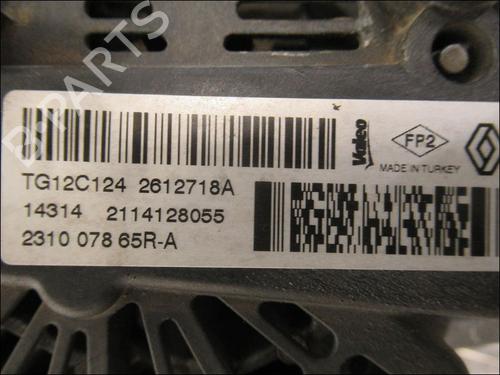 B-PARTS
Valeo
FP2
MADE IN TURKEY
TG12C124 2612718A
14314 2114128055
2310 078 65R-A